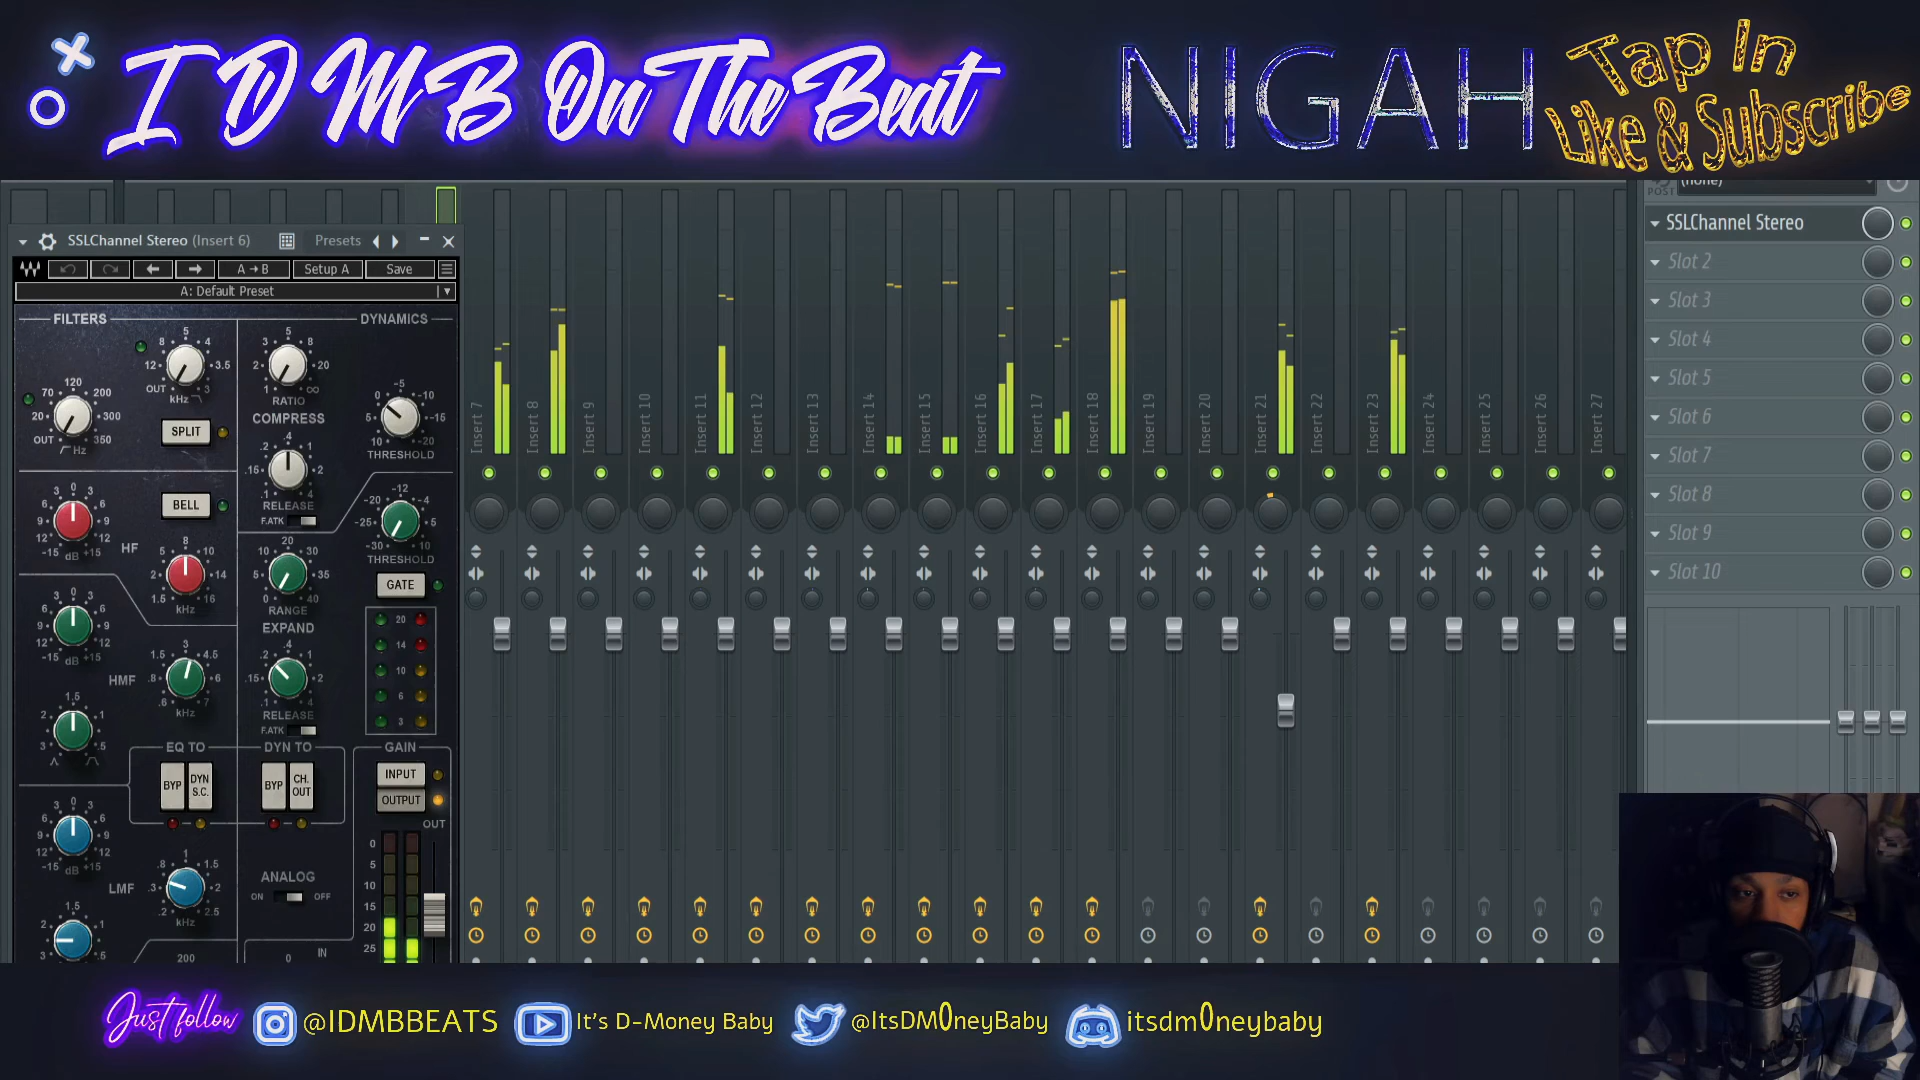 I D M B On The Beat
NIGAH
Tap In
Like & Subscribe
SSLChannel Stereo (Insert 6)
Presets
A→B
Setup A
Save
A: Default Preset
FILTERS
DYNAMICS
RATIO
COMPRESS
SPLIT
THRESHOLD
RELEASE
F.ATK
BELL
HF
THRESHOLD
GATE
RANGE
EXPAND
HMF
RELEASE
F.ATK
EQ TO
DYN TO
GAIN
BYP
DYN S.C.
BYP
CH. OUT
INPUT
OUTPUT
OUT
ANALOG
ON
OFF
LMF
IN
Insert 7
Insert 8
Insert 9
Insert 10
Insert 11
Insert 12
Insert 13
Insert 14
Insert 15
Insert 16
Insert 17
Insert 18
Insert 19
Insert 20
Insert 21
Insert 22
Insert 23
Insert 24
Insert 25
Insert 26
Insert 27
POST
(none)
SSLChannel Stereo
Slot 2
Slot 3
Slot 4
Slot 5
Slot 6
Slot 7
Slot 8
Slot 9
Slot 10
Just follow
@IDMBBEATS
It's D-Money Baby
@ItsDM0neyBaby
itsdm0neybaby